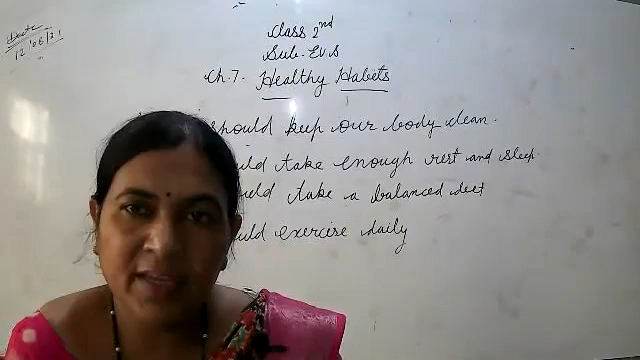 Date
12/06/21
Class 2nd
Sub. EVS
Ch. 7. Healthy Habits
should keep our body clean.
uld take enough rest and sleep.
uld take a balanced diet
uld exercise daily